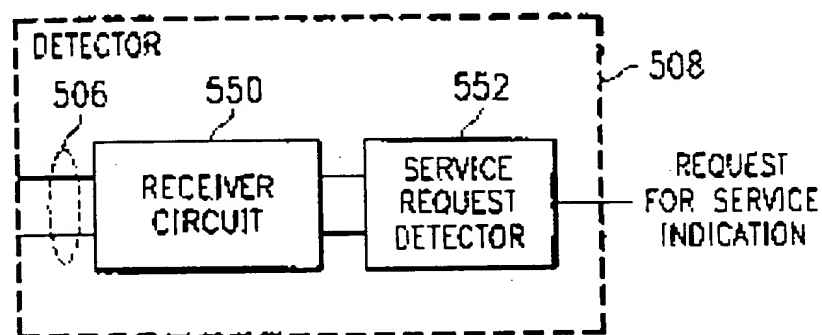 DETECTOR
508
506
550
552
RECEIVER
CIRCUIT
SERVICE
REQUEST
DETECTOR
REQUEST
FOR SERVICE
INDICATION